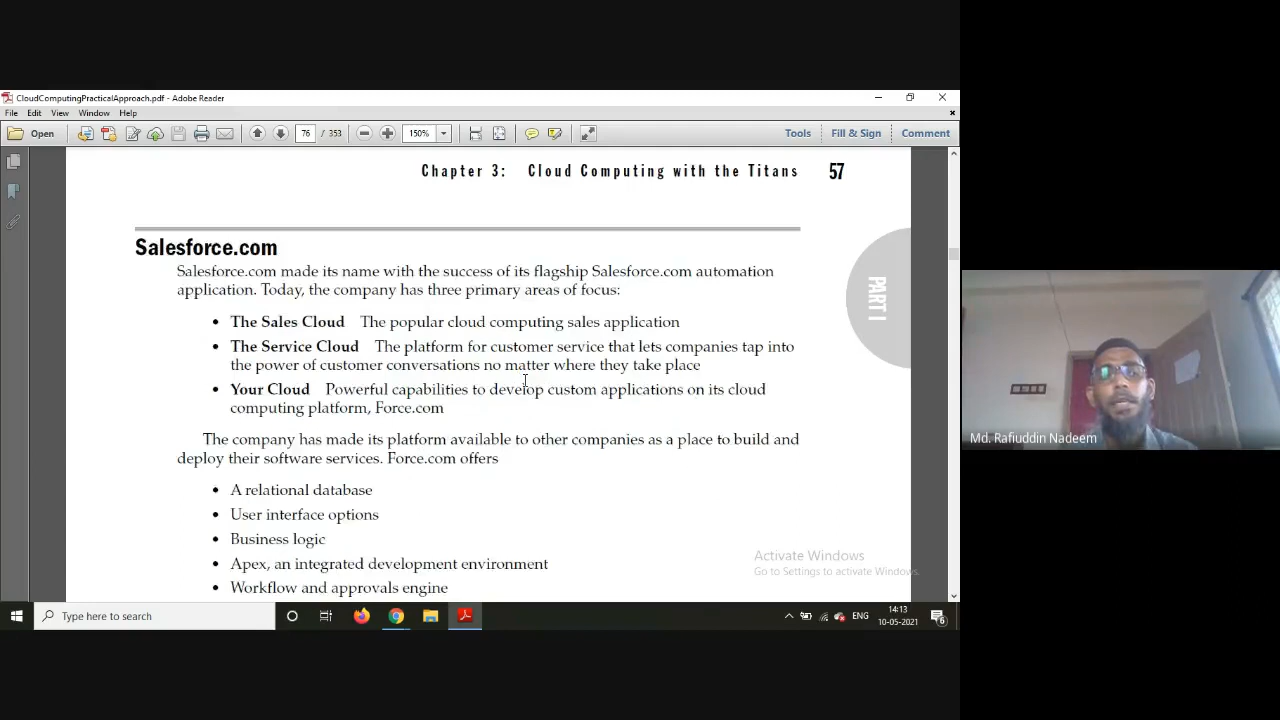 CloudComputingPracticalApproach.pdf - Adobe Reader
File Edit View Window Help
Open 76 / 353 150% Tools Fill & Sign Comment
Chapter 3: Cloud Computing with the Titans 57
PART I
Salesforce.com
Salesforce.com made its name with the success of its flagship Salesforce.com automation
application. Today, the company has three primary areas of focus:
• The Sales Cloud The popular cloud computing sales application
• The Service Cloud The platform for customer service that lets companies tap into
the power of customer conversations no matter where they take place
• Your Cloud Powerful capabilities to develop custom applications on its cloud
computing platform, Force.com
The company has made its platform available to other companies as a place to build and
deploy their software services. Force.com offers
• A relational database
• User interface options
• Business logic
• Apex, an integrated development environment
• Workflow and approvals engine
Activate Windows
Go to Settings to activate Windows.
Type here to search
ENG
14:13
10-05-2021
6
Md. Rafiuddin Nadeem